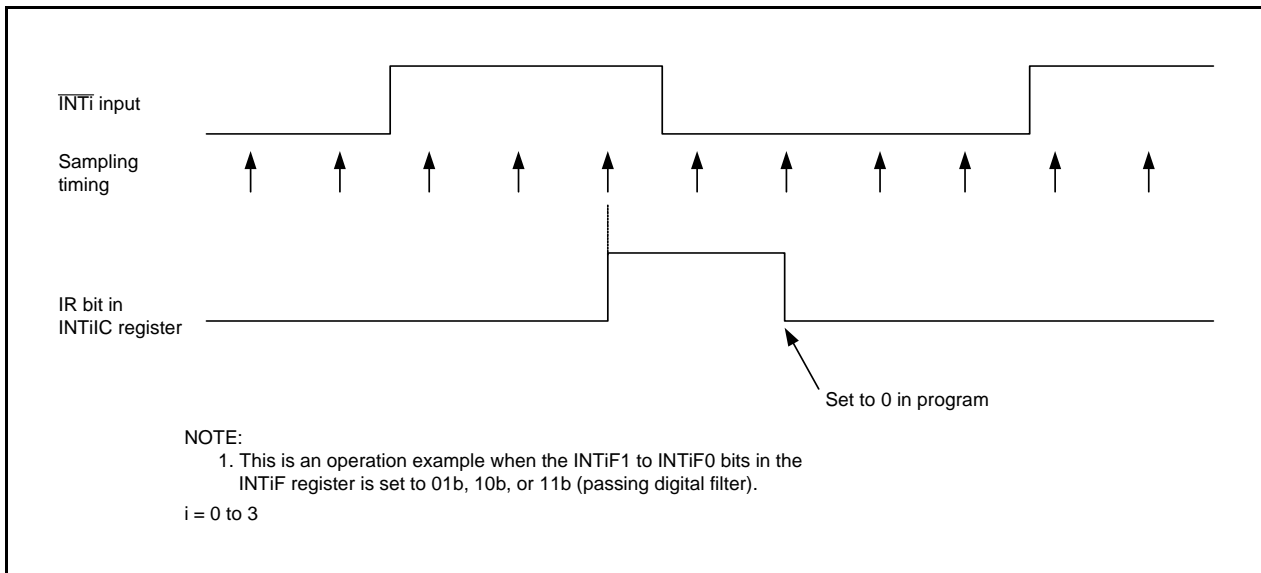 INTi input
Sampling
timing
IR bit in
INTiIC register
Set to 0 in program
NOTE:
1. This is an operation example when the INTiF1 to INTiF0 bits in the
INTiF register is set to 01b, 10b, or 11b (passing digital filter).
i = 0 to 3